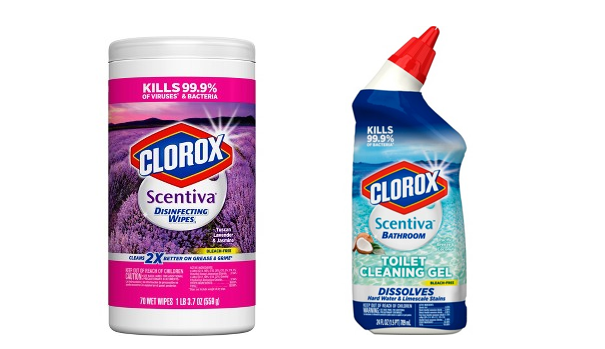 KILLS 99.9%
OF VIRUSES* & BACTERIA
CLOROX
Scentiva®
DISINFECTING
WIPES
Tuscan
Lavender
& Jasmine
BLEACH-FREE
CLEANS 2X BETTER ON GREASE & GRIME
KEEP OUT OF REACH OF CHILDREN
CAUTION
70 WET WIPES 1 LB 3.7 OZ (558g)
KILLS
99.9%
OF BACTERIA
CLOROX
Scentiva®
BATHROOM
TOILET
CLEANING GEL
BLEACH-FREE
DISSOLVES
Hard Water & Limescale Stains
KEEP OUT OF REACH OF CHILDREN
WARNING